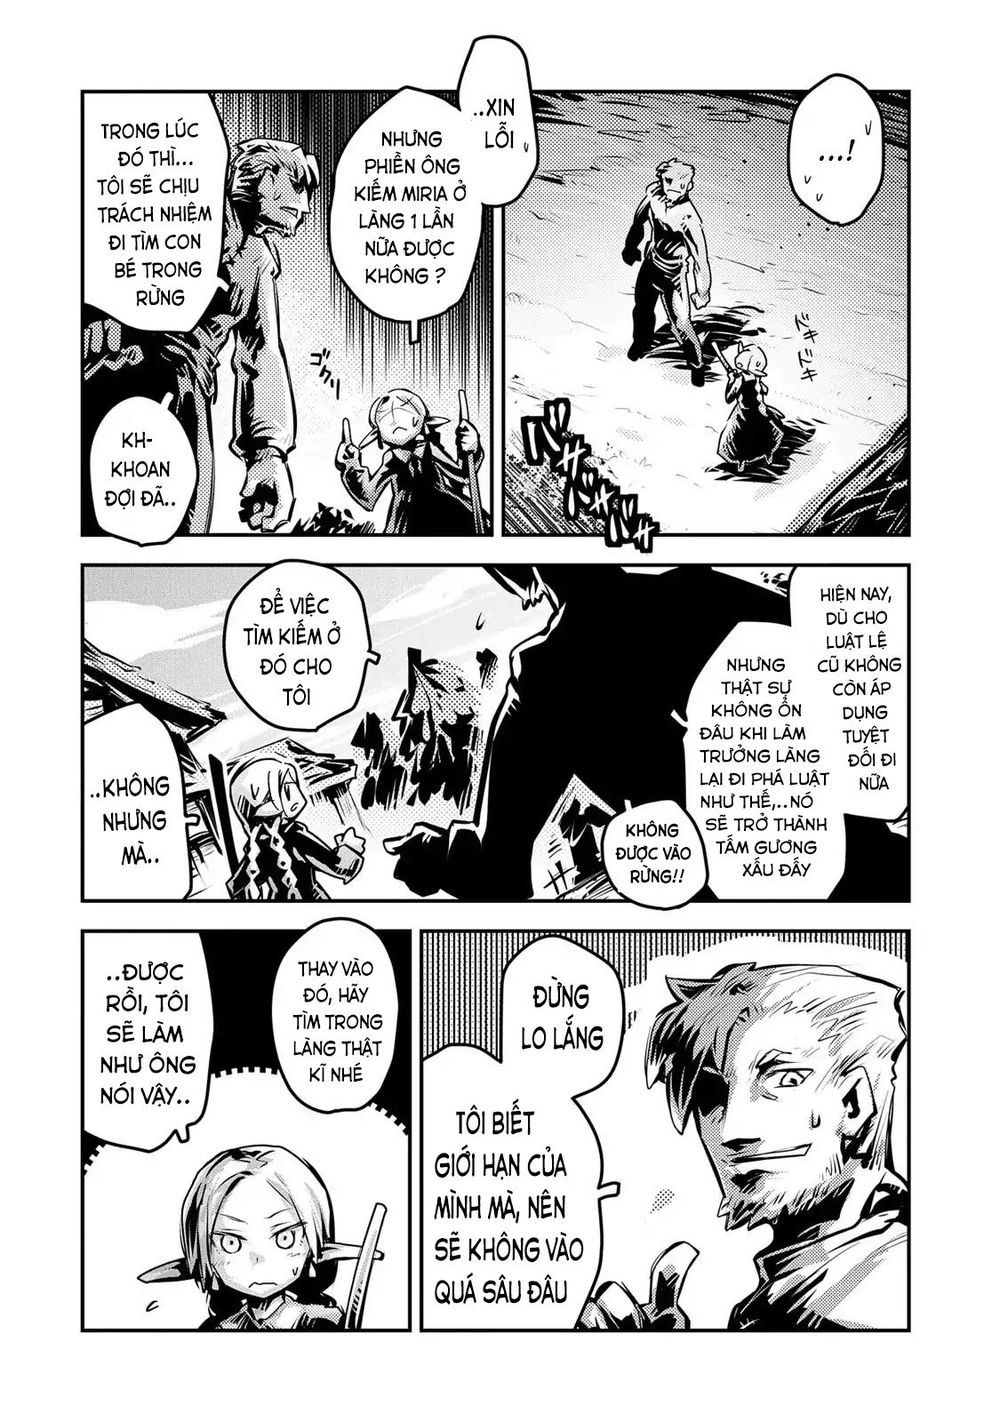 ...!
..XIN
LỖI
NHƯNG
PHIỀN ÔNG
KIẾM MIRIA Ở
LÀNG 1 LẦN
NỮA ĐƯỢC
KHÔNG ?
TRONG LÚC
ĐÓ THÌ...
TÔI SẼ CHỊU
TRÁCH NHIỆM
ĐI TÌM CON
BÉ TRONG
RỪNG
KH-
KHOAN
ĐỢI ĐÃ..
HIỆN NAY,
DÙ CHO
LUẬT LỆ
CŨ KHÔNG
CÒN ÁP
DỤNG
TUYỆT
ĐỐI ĐI
NỮA
NHƯNG
THẬT SỰ
KHÔNG ỔN
ĐÂU KHI LÀM
TRƯỞNG LÀNG
LẠI ĐI PHÁ LUẬT
NHƯ THẾ,..NÓ
SẼ TRỞ THÀNH
TẤM GƯƠNG
XẤU ĐẤY
KHÔNG
ĐƯỢC VÀO
RỪNG!!
ĐỂ VIỆC
TÌM KIẾM Ở
ĐÓ CHO
TÔI
..KHÔNG
NHƯNG
MÀ..
ĐỪNG
LO LẮNG
TÔI BIẾT
GIỚI HẠN CỦA
MÌNH MÀ, NÊN
SẼ KHÔNG VÀO
QUÁ SÂU ĐÂU
THAY VÀO
ĐÓ, HÃY
TÌM TRONG
LÀNG THẬT
KĨ NHÉ
..ĐƯỢC
RỒI, TÔI
SẼ LÀM
NHƯ ÔNG
NÓI VẬY..